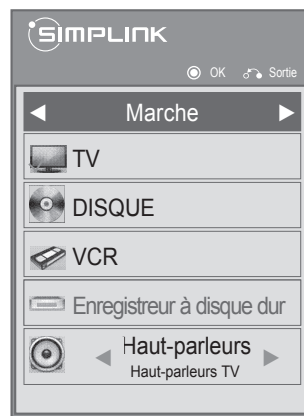 SIMPLINK
OK Sortie
Marche
TV
DISQUE
VCR
Enregistreur à disque dur
Haut-parleurs
Haut-parleurs TV